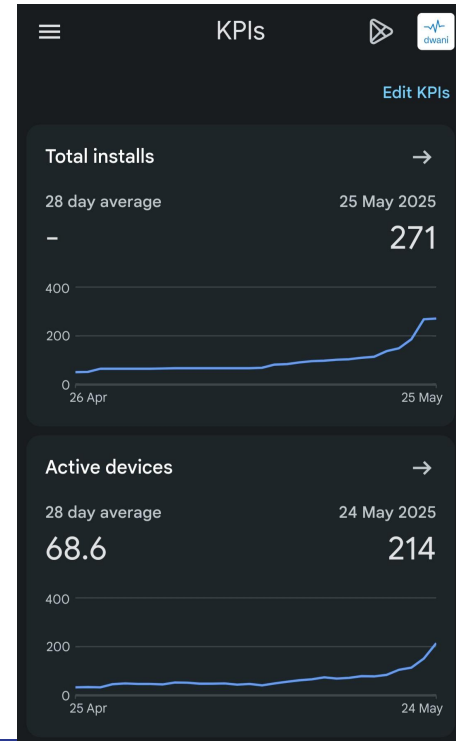 KPIs
dwani
Edit KPIs
Total installs
28 day average 25 May 2025
- 271
400
200
0
26 Apr 25 May
Active devices
28 day average 24 May 2025
68.6 214
400
200
0
25 Apr 24 May